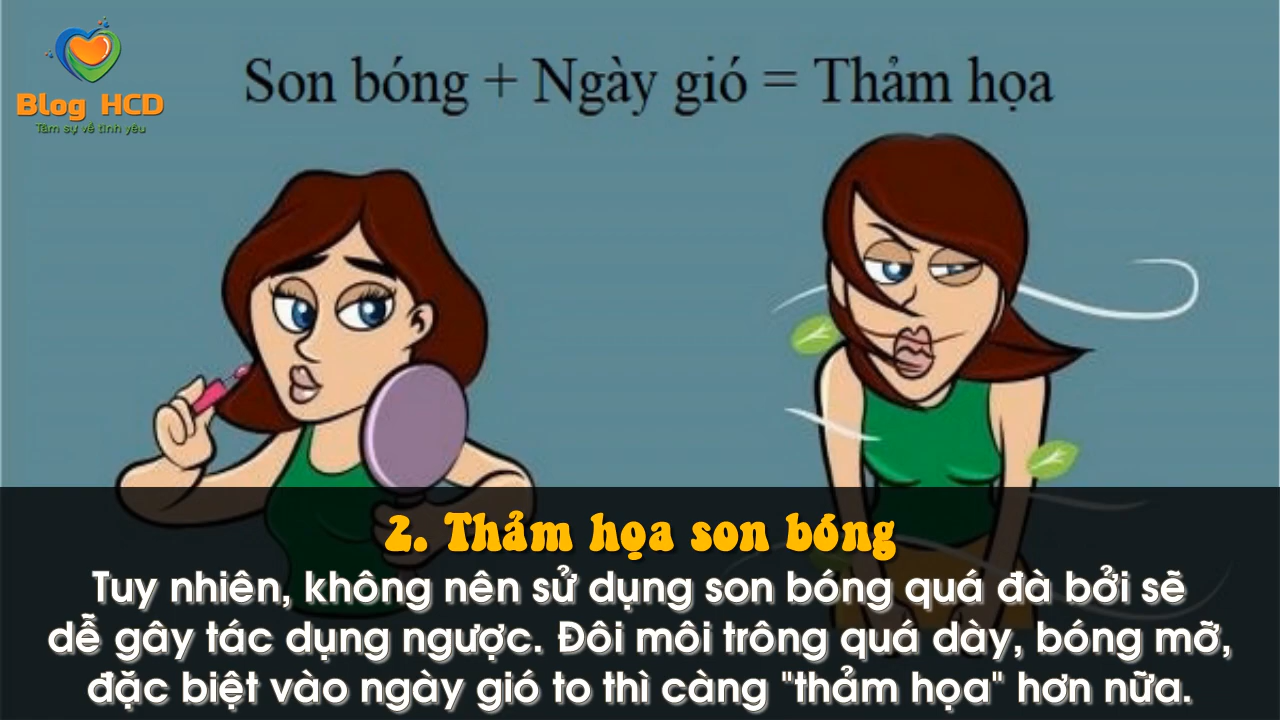 Son bóng + Ngày gió = Thảm họa
Blog HCD
Tâm sự về tình yêu
2. Thảm họa son bóng
Tuy nhiên, không nên sử dụng son bóng quá đà bởi sẽ
dễ gây tác dụng ngược. Đôi môi trông quá dày, bóng mỡ,
đặc biệt vào ngày gió to thì càng "thảm họa" hơn nữa.